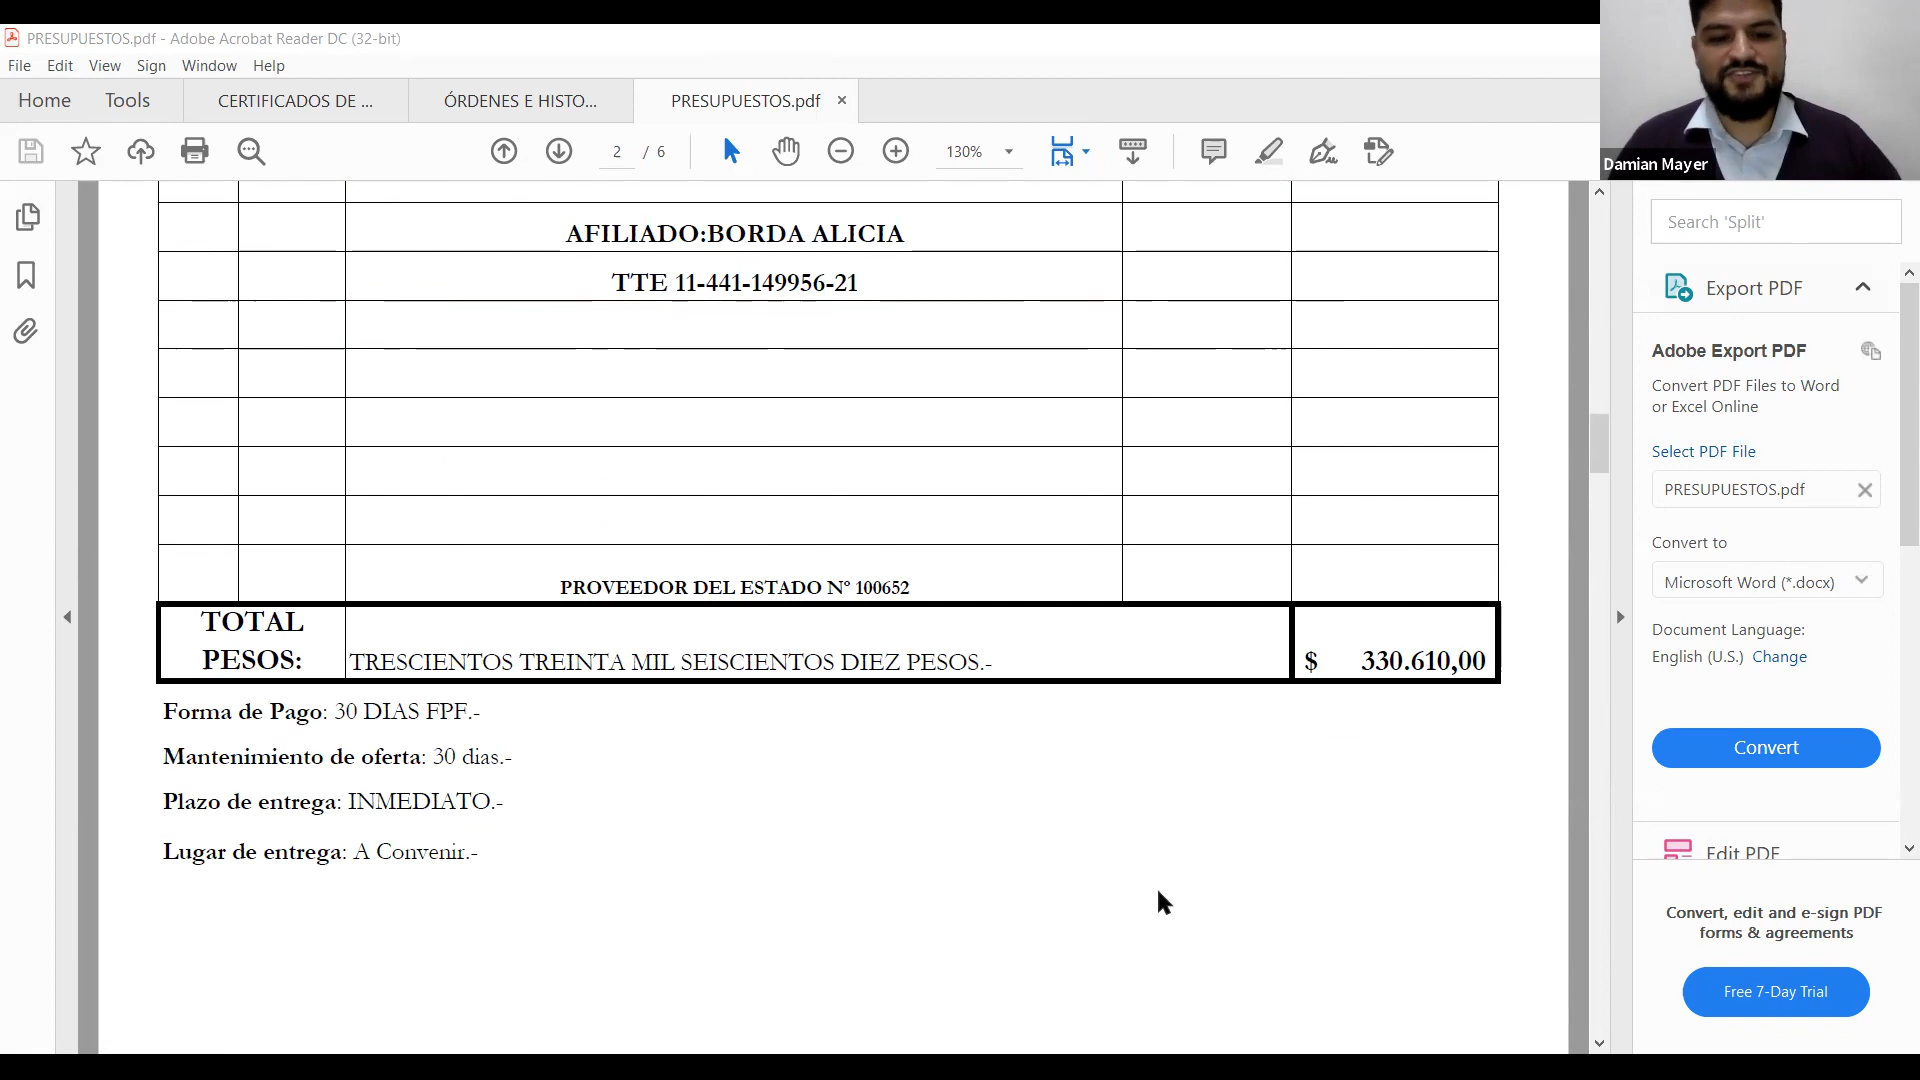 PRESUPUESTOS.pdf - Adobe Acrobat Reader DC (32-bit)
File Edit View Sign Window Help
Home Tools CERTIFICADOS DE ... ÓRDENES E HISTO... PRESUPUESTOS.pdf ×
2 / 6 130%
Damian Mayer
AFILIADO:BORDA ALICIA
TTE 11-441-149956-21
PROVEEDOR DEL ESTADO Nº 100652
TOTAL
PESOS: TRESCIENTOS TREINTA MIL SEISCIENTOS DIEZ PESOS.- $ 330.610,00
Forma de Pago: 30 DIAS FPF.-
Mantenimiento de oferta: 30 dias.-
Plazo de entrega: INMEDIATO.-
Lugar de entrega: A Convenir.-
Search 'Split'
Export PDF
Adobe Export PDF
Convert PDF Files to Word
or Excel Online
Select PDF File
PRESUPUESTOS.pdf
Convert to
Microsoft Word (*.docx)
Document Language:
English (U.S.) Change
Convert
Edit PDF
Convert, edit and e-sign PDF
forms & agreements
Free 7-Day Trial